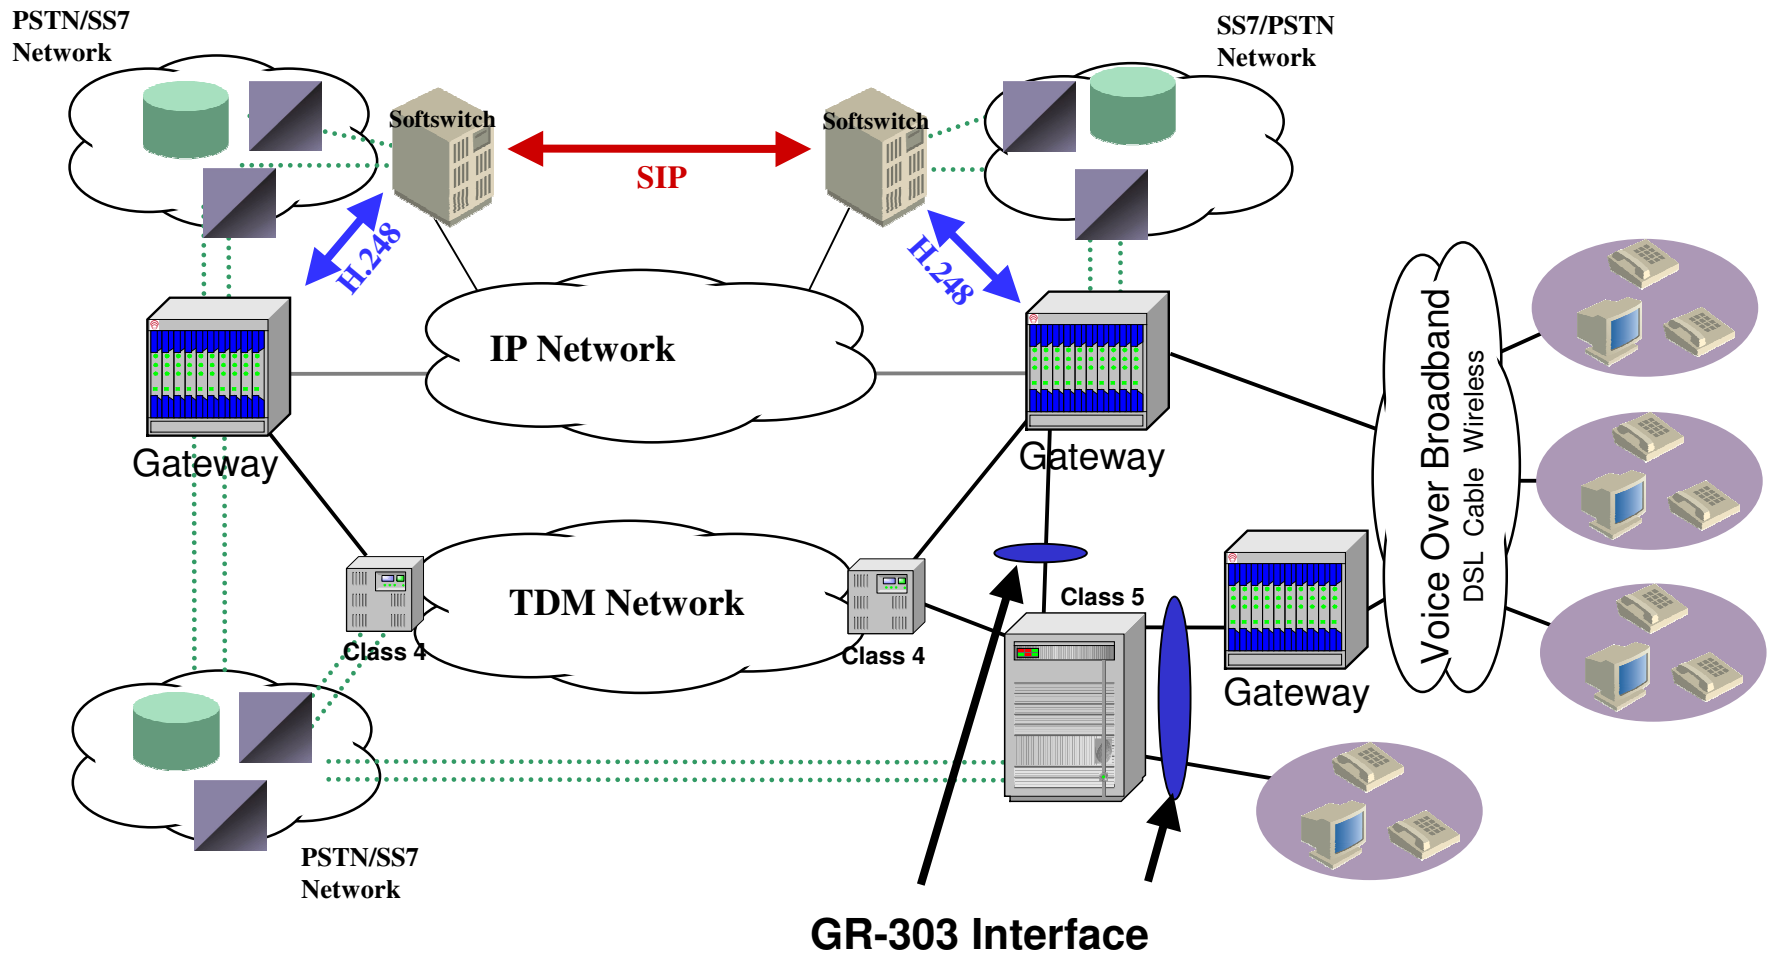 PSTN/SS7
Network
SS7/PSTN
Network
Softswitch
Softswitch
SIP
H.248
H.248
IP Network
Gateway
Gateway
Voice Over Broadband
DSL Cable Wireless
TDM Network
Class 5
Class 4
Class 4
Gateway
PSTN/SS7
Network
GR-303 Interface